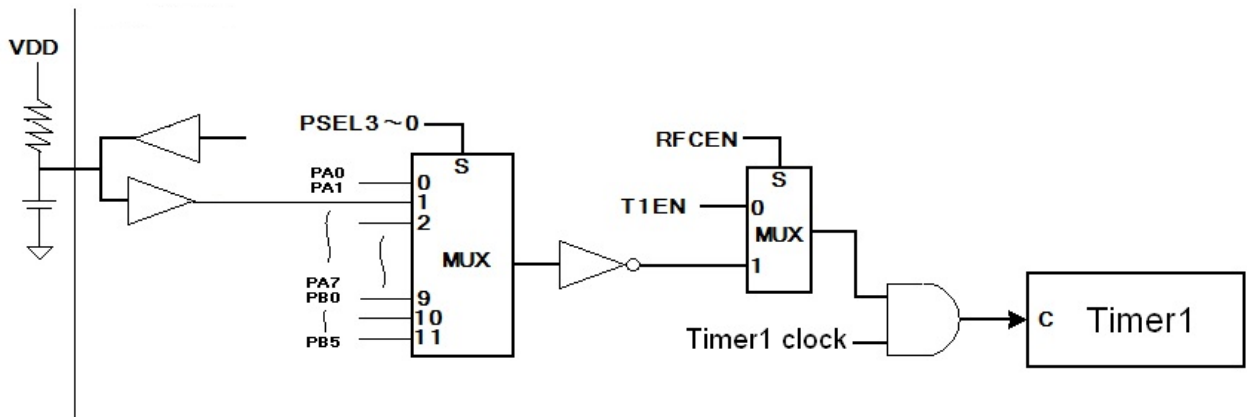 VDD
PSEL3~0
S
PA0
PA1
PA7
PB0
PB5
0
1
2
9
10
11
MUX
RFCEN
S
T1EN
0
MUX
1
Timer1 clock
C
Timer1